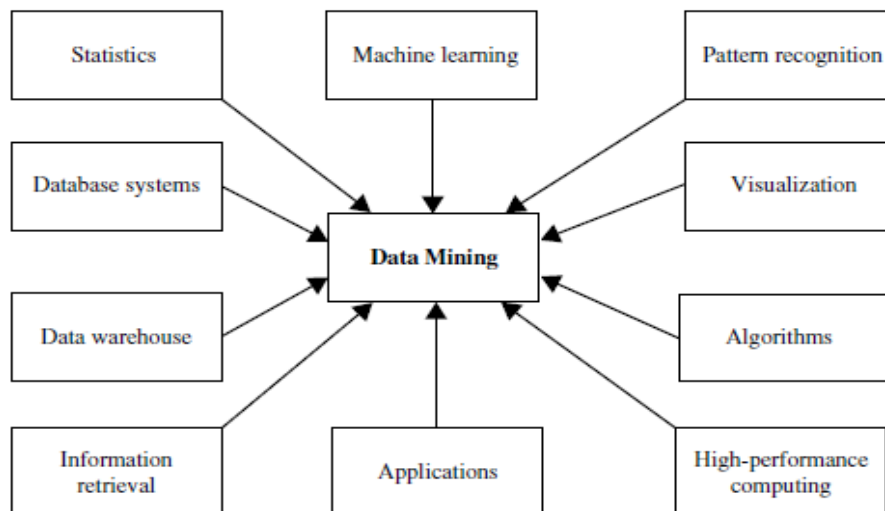 Statistics
Machine learning
Pattern recognition
Database systems
Visualization
Data Mining
Data warehouse
Algorithms
Information
retrieval
Applications
High-performance
computing